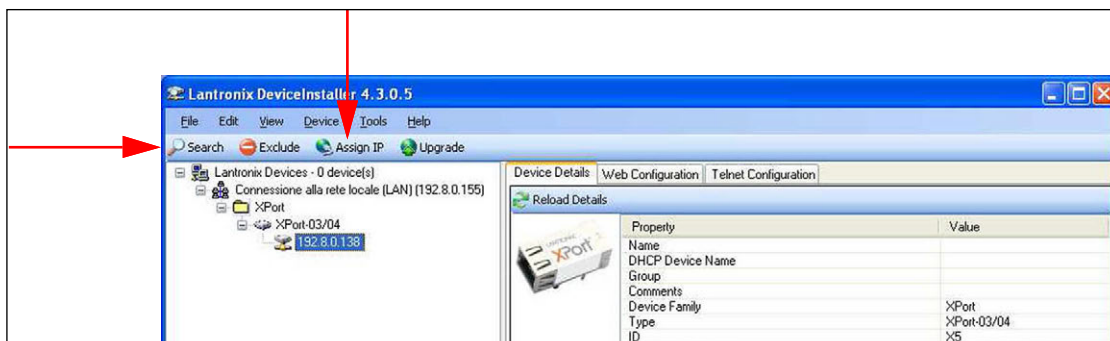 Lantronix DeviceInstaller 4.3.0.5
File Edit View Device Tools Help
Search Exclude Assign IP Upgrade
Lantronix Devices - 0 device(s)
Connessione alla rete locale (LAN) (192.8.0.155)
XPort
XPort-03/04
192.8.0.138
Device Details Web Configuration Telnet Configuration
Reload Details
LANTRONIX
XPort
Property Value
Name
DHCP Device Name
Group
Comments
Device Family XPort
Type XPort-03/04
ID X5